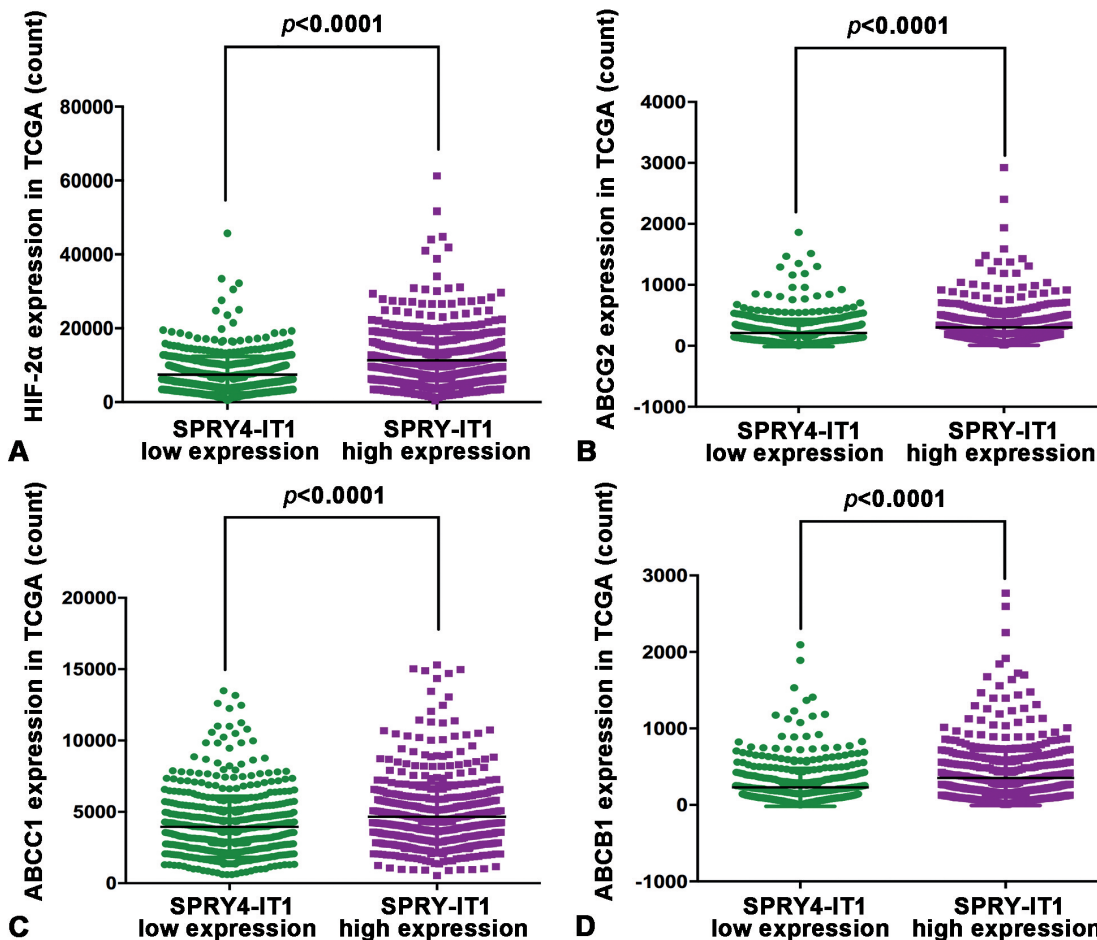 p<0.0001
HIF-2α expression in TCGA (count)
80000
60000
40000
20000
0
SPRY4-IT1
low expression
SPRY-IT1
high expression
A
p<0.0001
ABCG2 expression in TCGA (count)
4000
3000
2000
1000
0
-1000
SPRY4-IT1
low expression
SPRY-IT1
high expression
B
p<0.0001
ABCC1 expression in TCGA (count)
20000
15000
10000
5000
0
SPRY4-IT1
low expression
SPRY-IT1
high expression
C
p<0.0001
ABCB1 expression in TCGA (count)
3000
2000
1000
0
-1000
SPRY4-IT1
low expression
SPRY-IT1
high expression
D